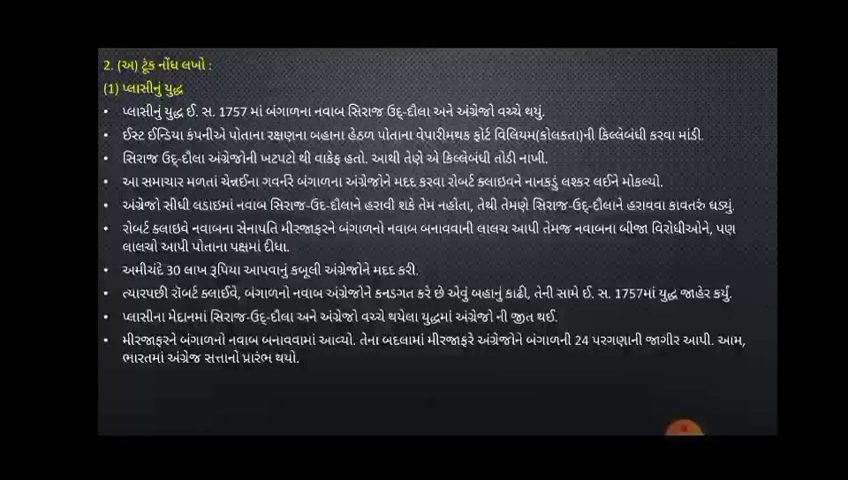 2. (અ) ટૂંક નોંધ લખો :
(1) પ્લાસીનું યુદ્ધ
• પ્લાસીનું યુદ્ધ ઈ. સ. 1757 માં બંગાળના નવાબ સિરાજ ઉદ્-દૌલા અને અંગ્રેજો વચ્ચે થયું.
• ઈસ્ટ ઈન્ડિયા કંપનીએ પોતાના રક્ષણના બહાના હેઠળ પોતાના વેપારીમથક ફોર્ટ વિલિયમ(કોલકતા)ની કિલ્લેબંધી કરવા માંડી.
• સિરાજ ઉદ્-દૌલા અંગ્રેજોની ખટપટો થી વાકેફ હતો. આથી તેણે એ કિલ્લેબંધી તોડી નાખી.
• આ સમાચાર મળતાં ચેન્નઈના ગવર્નરે બંગાળના અંગ્રેજોને મદદ કરવા રોબર્ટ ક્લાઇવને નાનકડું લશ્કર લઈને મોકલ્યો.
• અંગ્રેજો સીધી લડાઇમાં નવાબ સિરાજ-ઉદ-દૌલાને હરાવી શકે તેમ નહોતા, તેથી તેમણે સિરાજ-ઉદ્-દૌલાને હરાવવા કાવતરું ઘડ્યું.
• રોબર્ટ ક્લાઇવે નવાબના સેનાપતિ મીરજાફરને બંગાળનો નવાબ બનાવવાની લાલચ આપી તેમજ નવાબના બીજા વિરોધીઓને, પણ
લાલચો આપી પોતાના પક્ષમાં દીધા.
• અમીચંદે 30 લાખ રૂપિયા આપવાનું કબૂલી અંગ્રેજોને મદદ કરી.
• ત્યારપછી રૉબર્ટ ક્લાઈવે, બંગાળનો નવાબ અંગ્રેજોને કનડગત કરે છે એવું બહાનું કાઢી, તેની સામે ઈ. સ. 1757માં યુદ્ધ જાહેર કર્યું.
• પ્લાસીના મેદાનમાં સિરાજ-ઉદ્-દૌલા અને અંગ્રેજો વચ્ચે થયેલા યુદ્ધમાં અંગ્રેજો ની જીત થઈ.
• મીરજાફરને બંગાળનો નવાબ બનાવવામાં આવ્યો. તેના બદલામાં મીરજાફરે અંગ્રેજોને બંગાળની 24 પરગણાની જાગીર આપી. આમ,
ભારતમાં અંગ્રેજ સત્તાનો પ્રારંભ થયો.